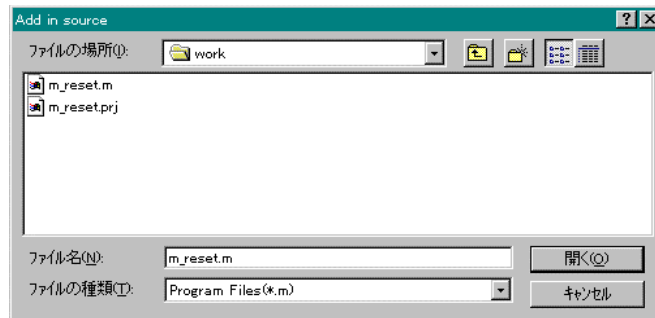 Add in source
ファイルの場所(I):
work
m_reset.m
m_reset.prj
ファイル名(N):
m_reset.m
開く(O)
ファイルの種類(T):
Program Files(*.m)
キャンセル